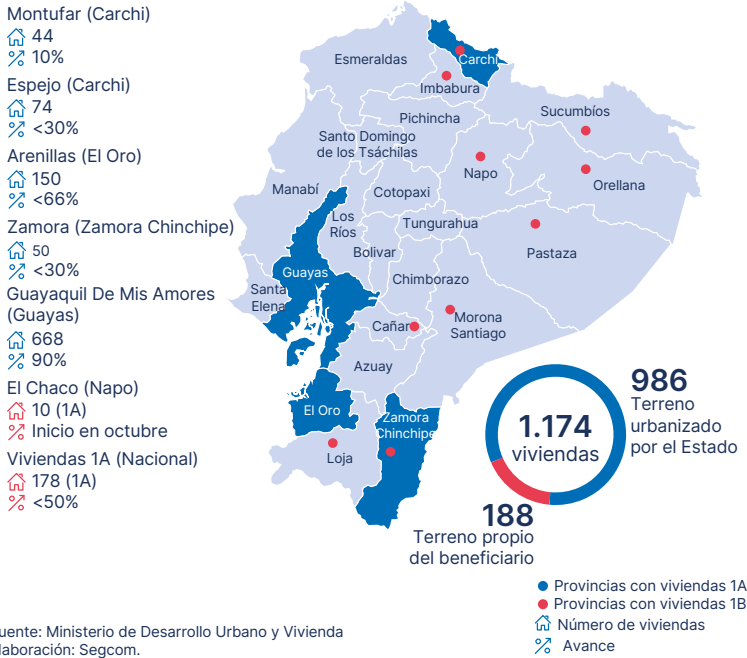 Montufar (Carchi)
44
10%
Espejo (Carchi)
74
<30%
Arenillas (El Oro)
150
<66%
Zamora (Zamora Chinchipe)
50
<30%
Guayaquil De Mis Amores
(Guayas)
668
90%
El Chaco (Napo)
10 (1A)
Inicio en octubre
Viviendas 1A (Nacional)
178 (1A)
<50%
Esmeraldas
Carchi
Imbabura
Pichincha
Sucumbíos
Santo Domingo
de los Tsáchilas
Napo
Orellana
Manabí
Cotopaxi
Los
Ríos
Tungurahua
Bolivar
Pastaza
Guayas
Chimborazo
Santa
Elena
Cañar
Morona
Santiago
Azuay
El Oro
Zamora
Chinchipe
Loja
1.174
viviendas
986
Terreno
urbanizado
por el Estado
188
Terreno propio
del beneficiario
Provincias con viviendas 1A
Provincias con viviendas 1B
Número de viviendas
Avance
uente: Ministerio de Desarrollo Urbano y Vivienda
laboración: Segcom.